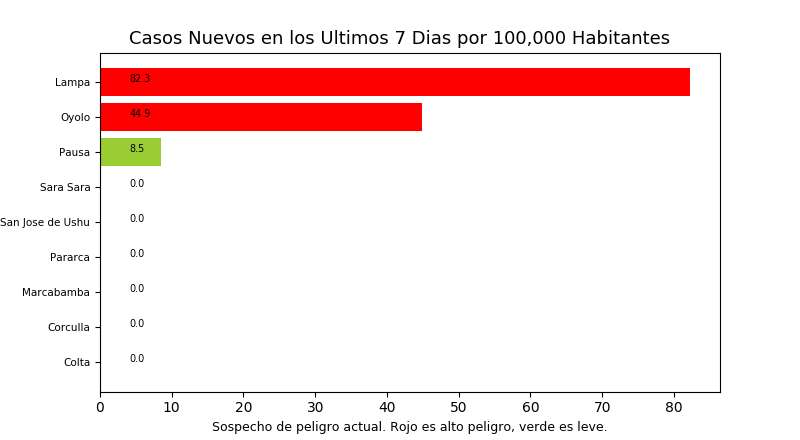 Casos Nuevos en los Ultimos 7 Dias por 100,000 Habitantes
Lampa 82.3
Oyolo 44.9
Pausa 8.5
Sara Sara 0.0
San Jose de Ushu 0.0
Pararca 0.0
Marcabamba 0.0
Corculla 0.0
Colta 0.0
0 10 20 30 40 50 60 70 80
Sospecho de peligro actual. Rojo es alto peligro, verde es leve.